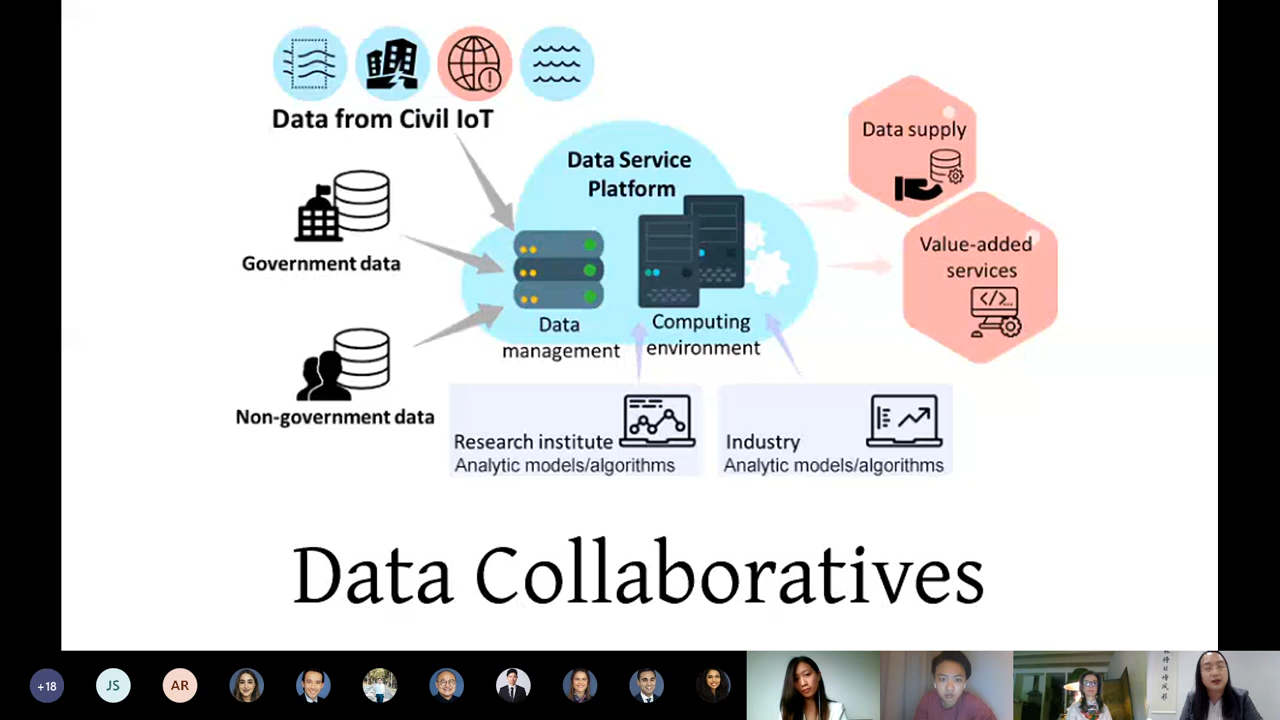 Data from Civil IoT
Data Service
Platform
Data supply
Government data
Value-added
services
</>...
Data
management
Computing
environment
Non-government data
Research institute
Analytic models/algorithms
Industry
Analytic models/algorithms
Data Collaboratives
+18
JS
AR